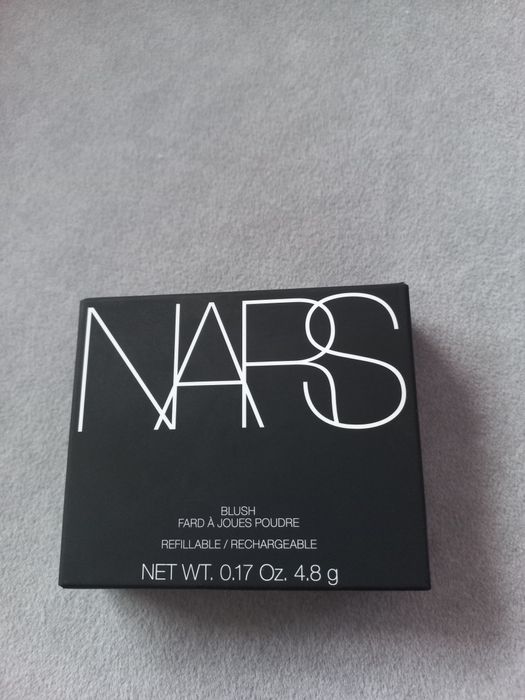 NARS
BLUSH
FARD À JOUES POUDRE
REFILLABLE / RECHARGEABLE
NET WT. 0.17 Oz. 4.8 g